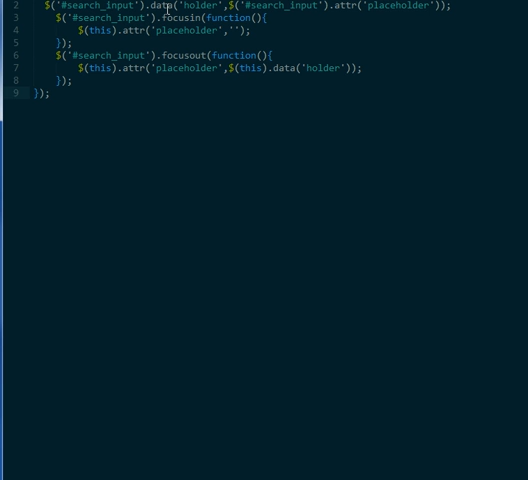 2 $('#search_input').data('holder',$('#search_input').attr('placeholder'));
3 $('#search_input').focusin(function(){
4 $(this).attr('placeholder','');
5 });
6 $('#search_input').focusout(function(){
7 $(this).attr('placeholder',$(this).data('holder'));
8 });
9 });